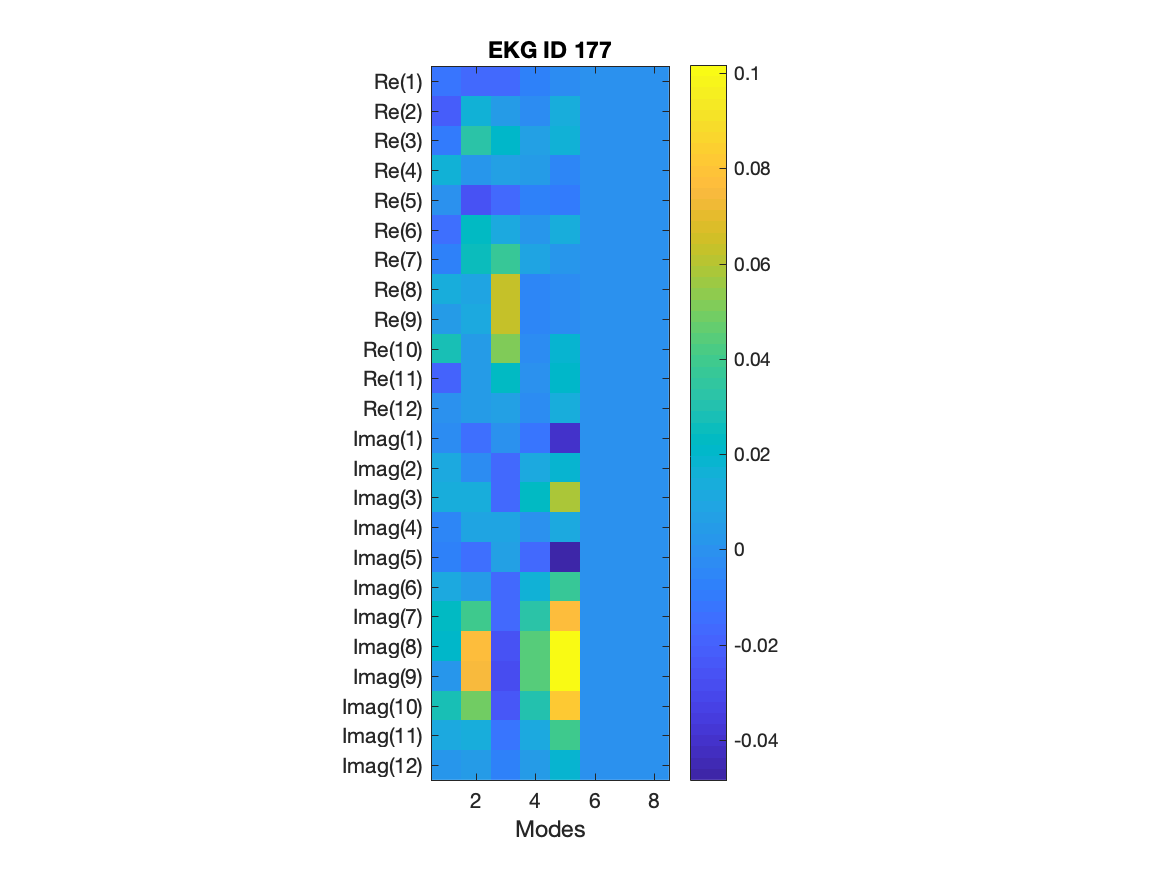 EKG ID 177
Re(1)
Re(2)
Re(3)
Re(4)
Re(5)
Re(6)
Re(7)
Re(8)
Re(9)
Re(10)
Re(11)
Re(12)
Imag(1)
Imag(2)
Imag(3)
Imag(4)
Imag(5)
Imag(6)
Imag(7)
Imag(8)
Imag(9)
Imag(10)
Imag(11)
Imag(12)
2 4 6 8
Modes
0.1
0.08
0.06
0.04
0.02
0
-0.02
-0.04